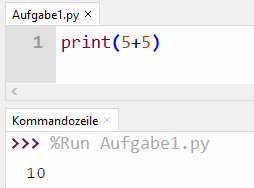 Aufgabe1.py ×
1 print(5+5)
Kommandozeile ×
>>> %Run Aufgabe1.py
10